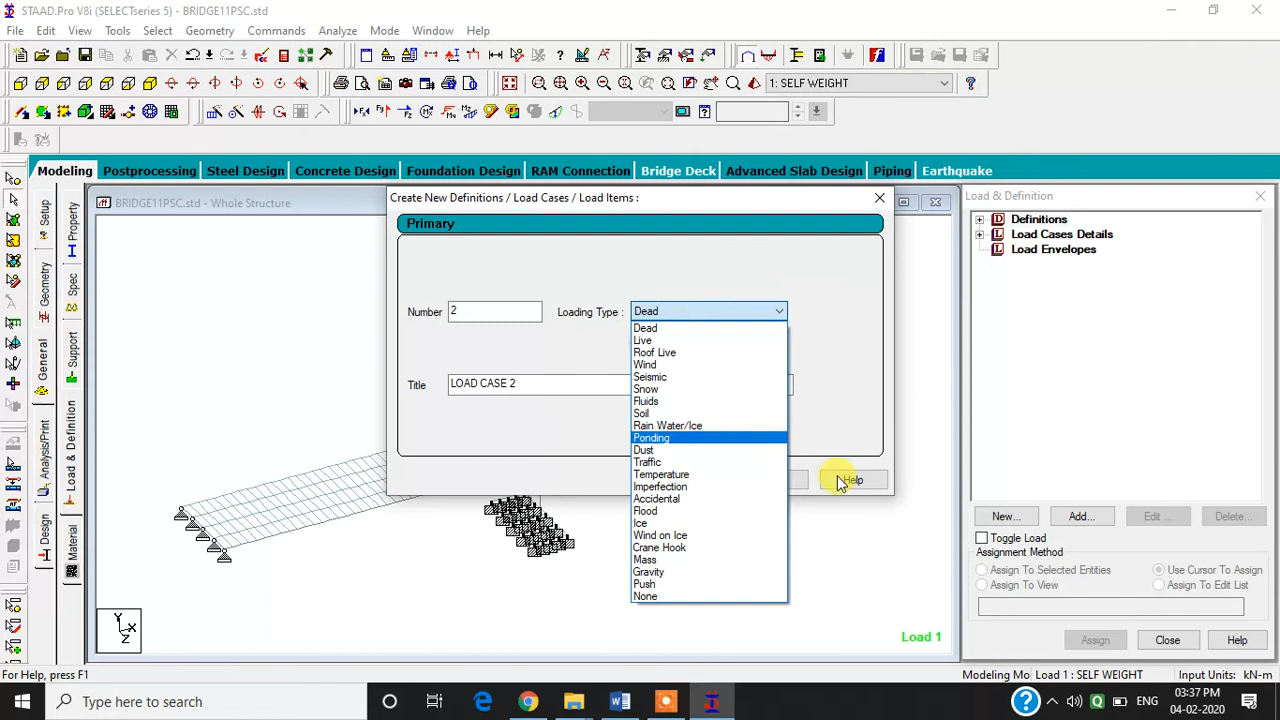 STAAD.Pro V8i (SELECTseries 5) - BRIDGE11PSC.std
File Edit View Tools Select Geometry Commands Analyze Mode Window Help
1: SELF WEIGHT
Modeling Postprocessing Steel Design Concrete Design Foundation Design RAM Connection Bridge Deck Advanced Slab Design Piping Earthquake
BRIDGE11PSC.std - Whole Structure
Setup
Geometry
General
Analysis/Print
Design
Property
Spec
Support
Load & Definition
Material
Create New Definitions / Load Cases / Load Items :
Primary
Number 2 Loading Type : Dead
Title LOAD CASE 2
Dead
Live
Roof Live
Wind
Seismic
Snow
Fluids
Soil
Rain Water/Ice
Ponding
Dust
Traffic
Temperature
Imperfection
Accidental
Flood
Ice
Wind on Ice
Crane Hook
Mass
Gravity
Push
None
Help
Y
X
Z
Load 1
Load & Definition
Definitions
Load Cases Details
Load Envelopes
New... Add... Edit ... Delete...
Toggle Load
Assignment Method
Assign To Selected Entities Use Cursor To Assign
Assign To View Assign To Edit List
Assign Close Help
For Help, press F1 Modeling Mo Load 1 : SELF WEIGHT Input Units: kN-m
Type here to search
ENG
03:37 PM
04-02-2020